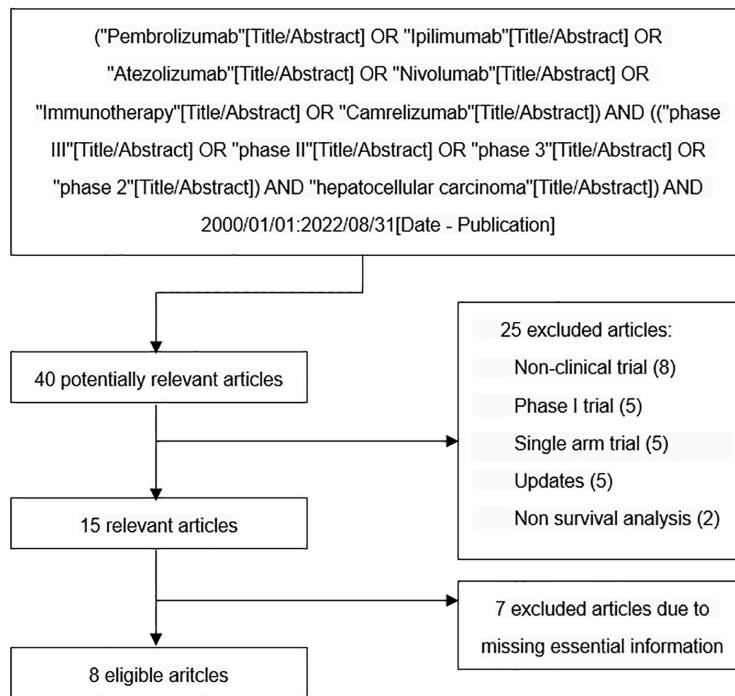 ("Pembrolizumab"[Title/Abstract] OR "Ipilimumab"[Title/Abstract] OR
"Atezolizumab"[Title/Abstract] OR "Nivolumab"[Title/Abstract] OR
"Immunotherapy"[Title/Abstract] OR "Camrelizumab"[Title/Abstract]) AND (("phase
III"[Title/Abstract] OR "phase II"[Title/Abstract] OR "phase 3"[Title/Abstract] OR
"phase 2"[Title/Abstract]) AND "hepatocellular carcinoma"[Title/Abstract]) AND
2000/01/01:2022/08/31[Date - Publication]
40 potentially relevant articles
25 excluded articles:
Non-clinical trial (8)
Phase I trial (5)
Single arm trial (5)
Updates (5)
Non survival analysis (2)
15 relevant articles
7 excluded articles due to
missing essential information
8 eligible aritcles